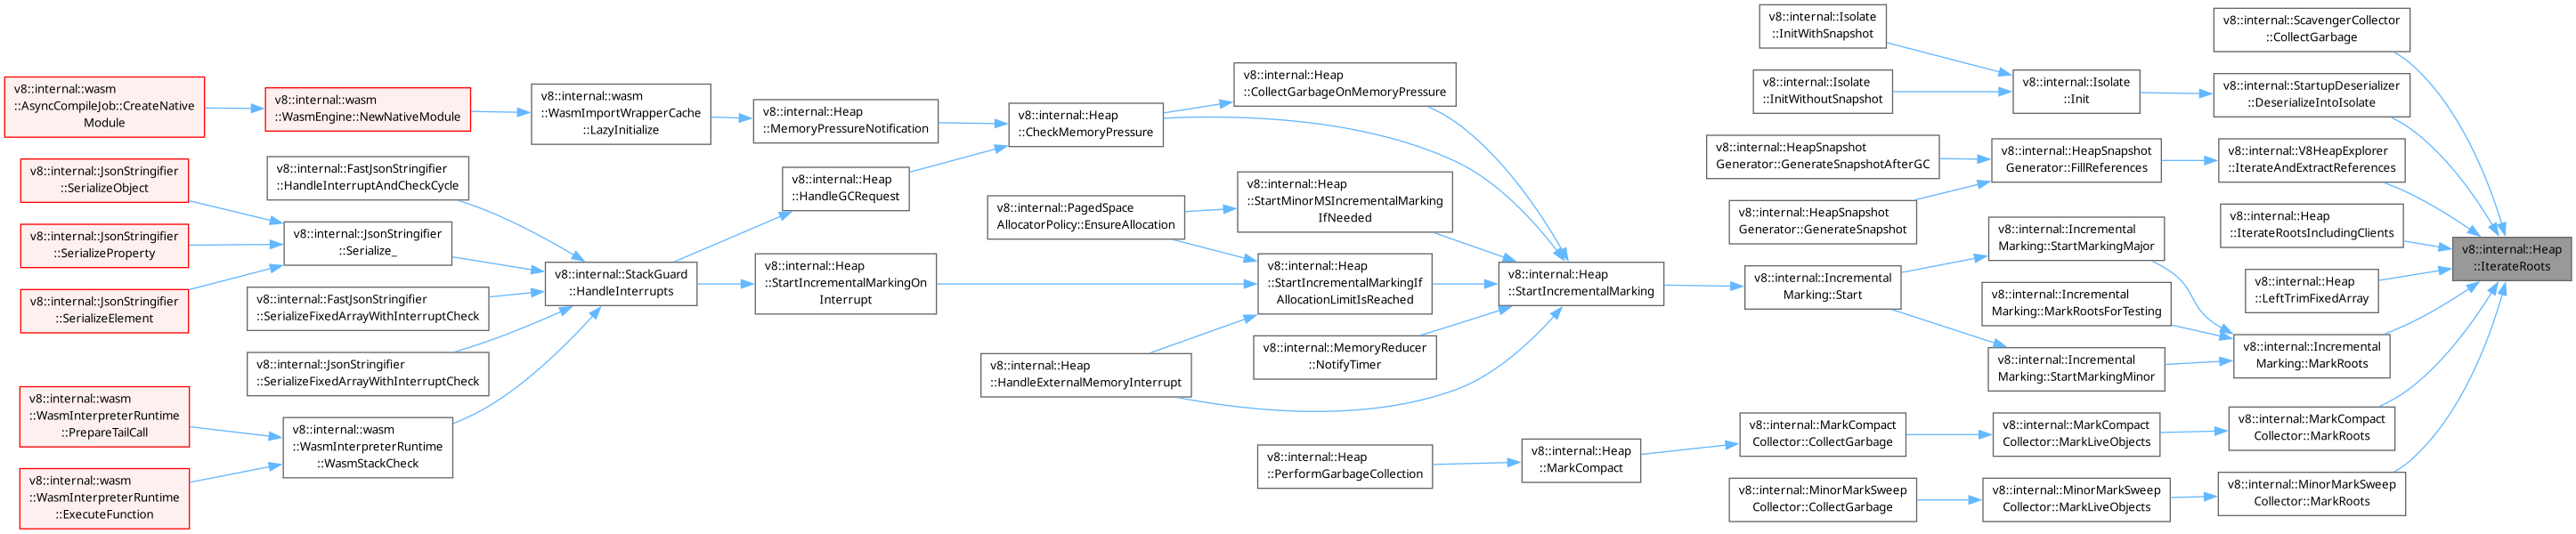 v8::internal::wasm
::AsyncCompileJob::CreateNative
Module
v8::internal::JsonStringifier
::SerializeObject
v8::internal::JsonStringifier
::SerializeProperty
v8::internal::JsonStringifier
::SerializeElement
v8::internal::wasm
::WasmInterpreterRuntime
::PrepareTailCall
v8::internal::wasm
::WasmInterpreterRuntime
::ExecuteFunction
v8::internal::wasm
::WasmEngine::NewNativeModule
v8::internal::FastJsonStringifier
::HandleInterruptAndCheckCycle
v8::internal::JsonStringifier
::Serialize_
v8::internal::FastJsonStringifier
::SerializeFixedArrayWithInterruptCheck
v8::internal::JsonStringifier
::SerializeFixedArrayWithInterruptCheck
v8::internal::wasm
::WasmInterpreterRuntime
::WasmStackCheck
v8::internal::wasm
::WasmImportWrapperCache
::LazyInitialize
v8::internal::StackGuard
::HandleInterrupts
v8::internal::Heap
::MemoryPressureNotification
v8::internal::Heap
::HandleGCRequest
v8::internal::Heap
::StartIncrementalMarkingOn
Interrupt
v8::internal::Heap
::CheckMemoryPressure
v8::internal::PagedSpace
AllocatorPolicy::EnsureAllocation
v8::internal::Heap
::HandleExternalMemoryInterrupt
v8::internal::Heap
::CollectGarbageOnMemoryPressure
v8::internal::Heap
::StartMinorMSIncrementalMarking
IfNeeded
v8::internal::Heap
::StartIncrementalMarkingIf
AllocationLimitIsReached
v8::internal::MemoryReducer
::NotifyTimer
v8::internal::Heap
::PerformGarbageCollection
v8::internal::Heap
::StartIncrementalMarking
v8::internal::Heap
::MarkCompact
v8::internal::Isolate
::InitWithSnapshot
v8::internal::Isolate
::InitWithoutSnapshot
v8::internal::HeapSnapshot
Generator::GenerateSnapshotAfterGC
v8::internal::HeapSnapshot
Generator::GenerateSnapshot
v8::internal::Incremental
Marking::Start
v8::internal::MarkCompact
Collector::CollectGarbage
v8::internal::MinorMarkSweep
Collector::CollectGarbage
v8::internal::Isolate
::Init
v8::internal::HeapSnapshot
Generator::FillReferences
v8::internal::Incremental
Marking::StartMarkingMajor
v8::internal::Incremental
Marking::MarkRootsForTesting
v8::internal::Incremental
Marking::StartMarkingMinor
v8::internal::MarkCompact
Collector::MarkLiveObjects
v8::internal::MinorMarkSweep
Collector::MarkLiveObjects
v8::internal::ScavengerCollector
::CollectGarbage
v8::internal::StartupDeserializer
::DeserializeIntoIsolate
v8::internal::V8HeapExplorer
::IterateAndExtractReferences
v8::internal::Heap
::IterateRootsIncludingClients
v8::internal::Heap
::LeftTrimFixedArray
v8::internal::Incremental
Marking::MarkRoots
v8::internal::MarkCompact
Collector::MarkRoots
v8::internal::MinorMarkSweep
Collector::MarkRoots
v8::internal::Heap
::IterateRoots